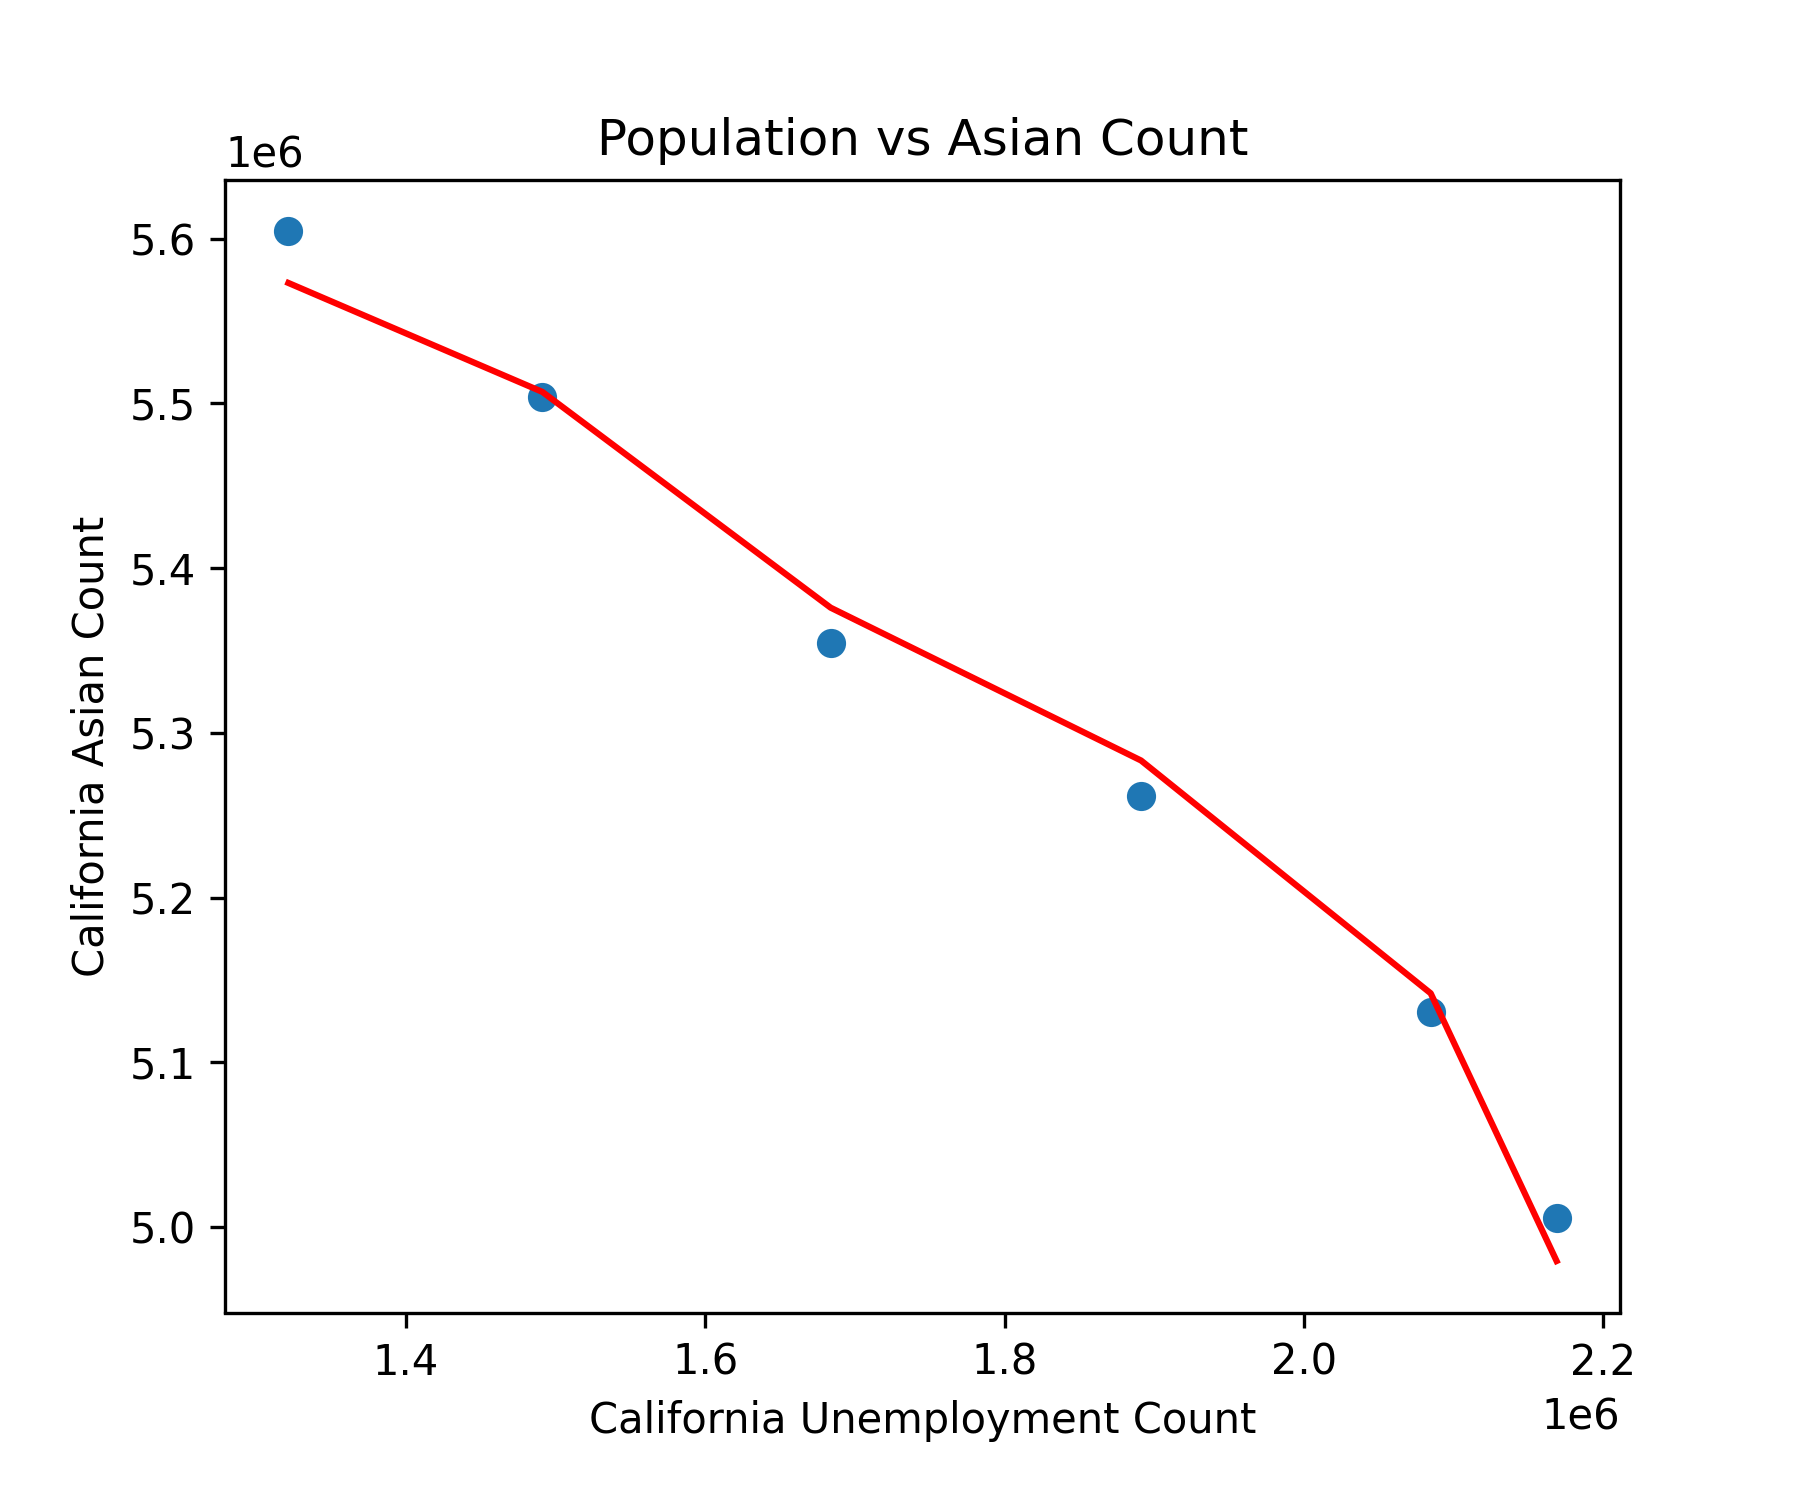 Population vs Asian Count
1e6
5.6
5.5
5.4
5.3
5.2
5.1
5.0
California Asian Count
1.4 1.6 1.8 2.0 2.2
California Unemployment Count
1e6